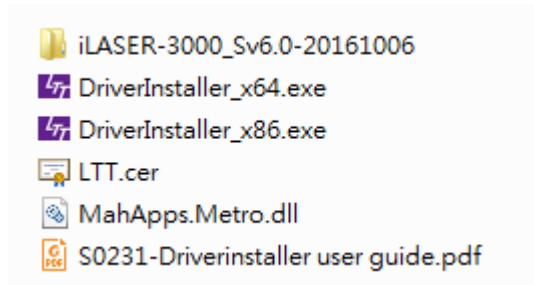 iLASER-3000_Sv6.0-20161006
DriverInstaller_x64.exe
DriverInstaller_x86.exe
LTT.cer
MahApps.Metro.dll
S0231-Driverinstaller user guide.pdf